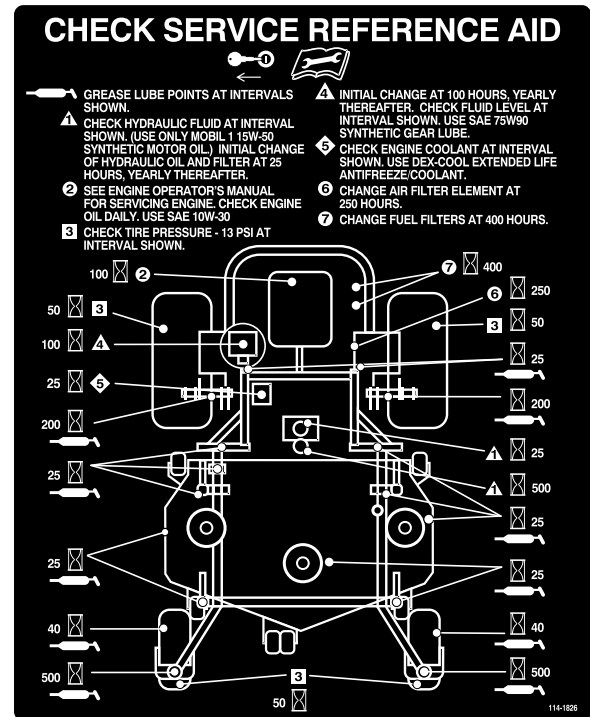 CHECK SERVICE REFERENCE AID
GREASE LUBE POINTS AT INTERVALS
SHOWN.
1 CHECK HYDRAULIC FLUID AT INTERVAL
SHOWN. (USE ONLY MOBIL 1 15W-50
SYNTHETIC MOTOR OIL.) INITIAL CHANGE
OF HYDRAULIC OIL AND FILTER AT 25
HOURS, YEARLY THEREAFTER.
2 SEE ENGINE OPERATOR'S MANUAL
FOR SERVICING ENGINE. CHECK ENGINE
OIL DAILY. USE SAE 10W-30
3 CHECK TIRE PRESSURE - 13 PSI AT
INTERVAL SHOWN.
4 INITIAL CHANGE AT 100 HOURS, YEARLY
THEREAFTER. CHECK FLUID LEVEL AT
INTERVAL SHOWN. USE SAE 75W90
SYNTHETIC GEAR LUBE.
5 CHECK ENGINE COOLANT AT INTERVAL
SHOWN. USE DEX-COOL EXTENDED LIFE
ANTIFREEZE/COOLANT.
6 CHANGE AIR FILTER ELEMENT AT
250 HOURS.
7 CHANGE FUEL FILTERS AT 400 HOURS.
100 2
7 400
6 250
50 3
3 50
100 4
25
25 5
200
200
1 25
25
1 500
25
25
25
40
40
500
500
3
50
114-1826